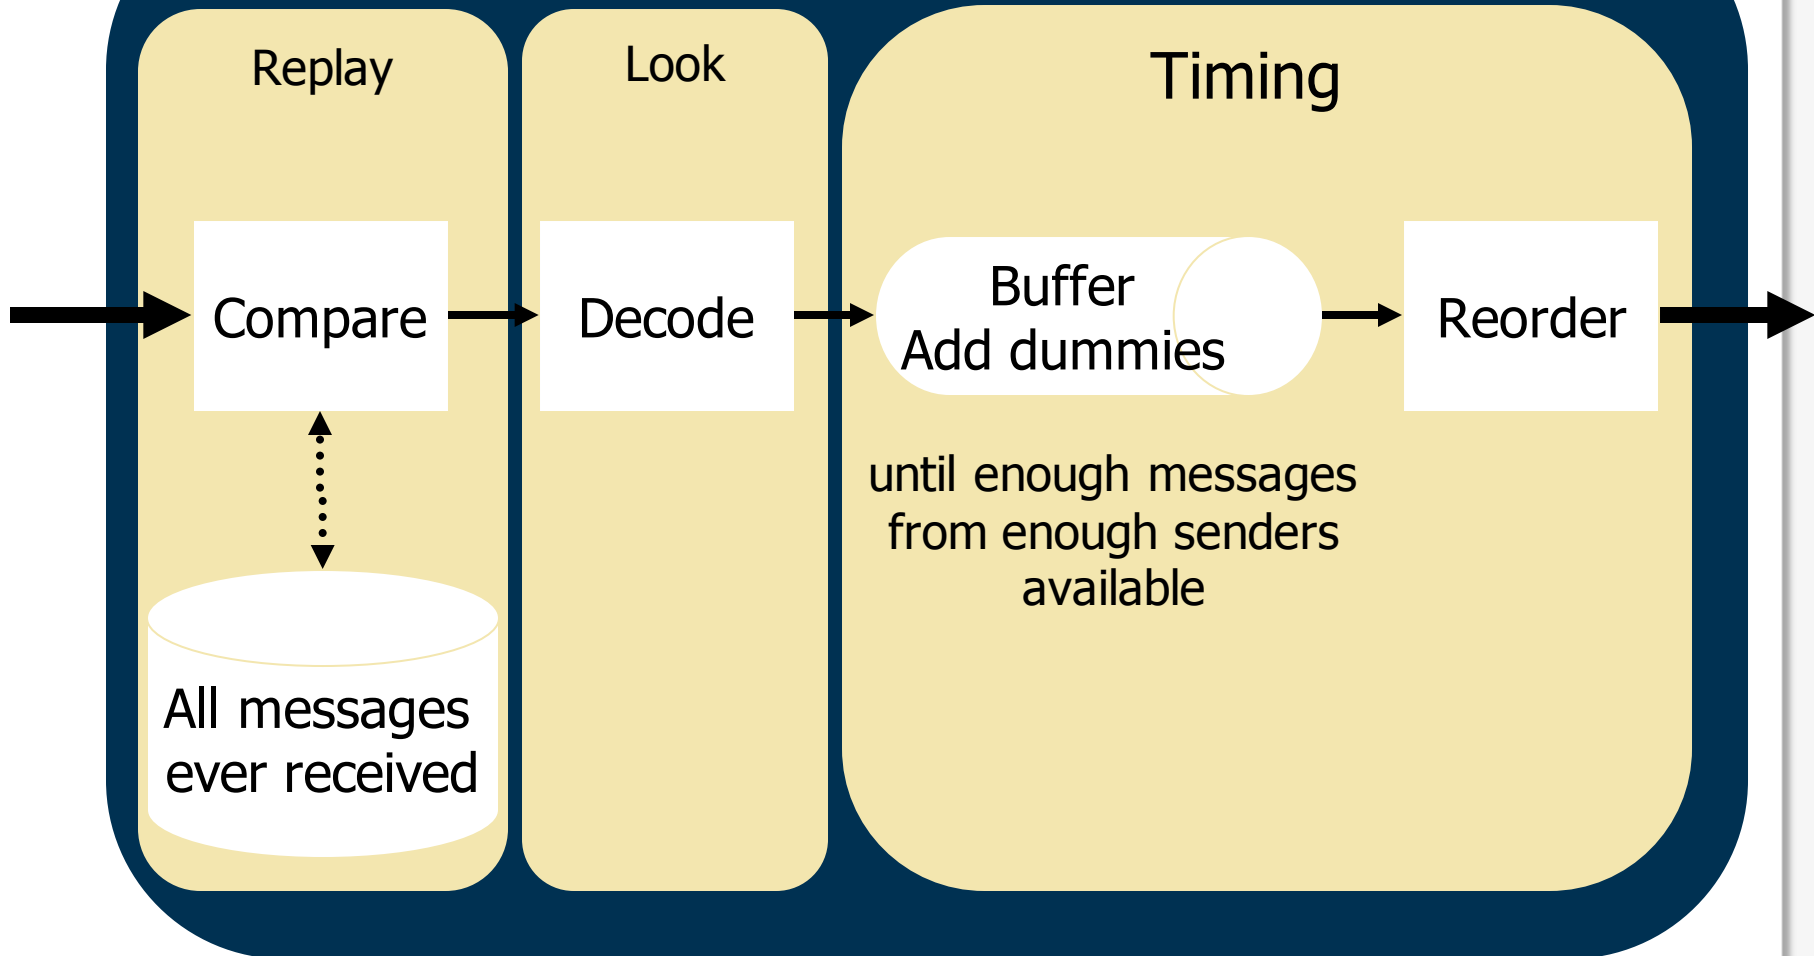 Replay
Look
Timing
Compare
Decode
Buffer
Add dummies
Reorder
until enough messages
from enough senders
available
All messages
ever received